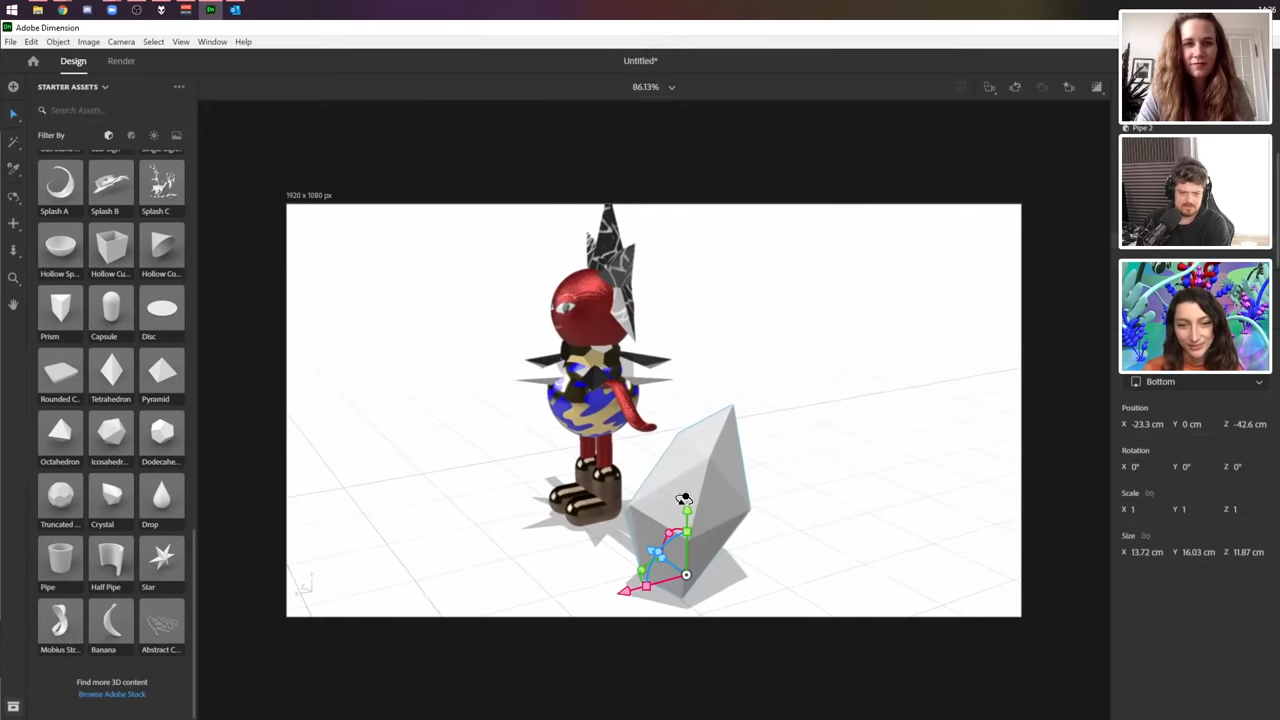 14:26
Dn Adobe Dimension
File Edit Object Image Camera Select View Window Help
Design Render Untitled*
STARTER ASSETS 86.13%
Search Assets...
Filter By
Pipe 2
1920 x 1080 px
Splash A Splash B Splash C
Hollow Sp... Hollow Cu... Hollow Co...
Prism Capsule Disc
Rounded C... Tetrahedron Pyramid
Octahedron Icosahedr... Dodecahe...
Truncated ... Crystal Drop
Pipe Half Pipe Star
Mobius Str... Banana Abstract C...
Find more 3D content
Browse Adobe Stock
Bottom
Position
X -23.3 cm Y 0 cm Z -42.6 cm
Rotation
X 0° Y 0° Z 0°
Scale
X 1 Y 1 Z 1
Size
X 13.72 cm Y 16.03 cm Z 11.87 cm